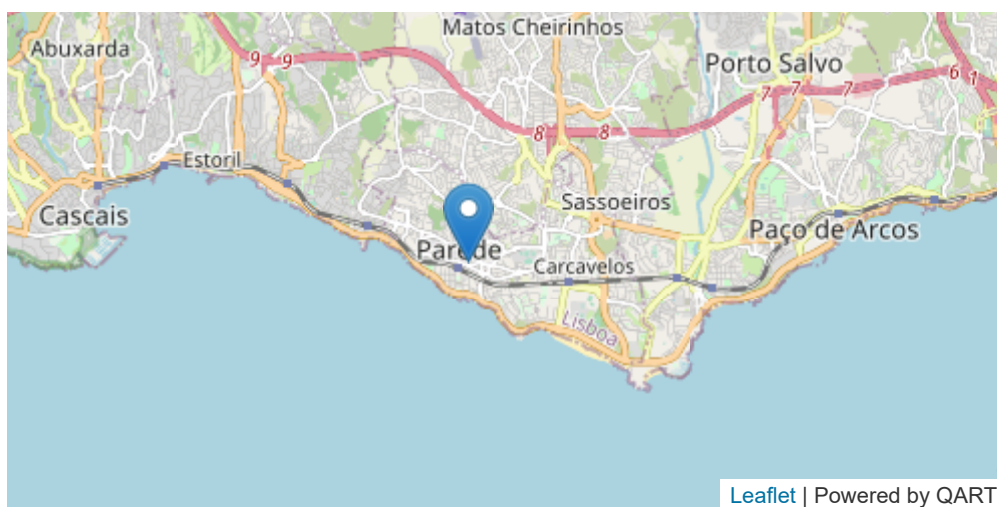 Matos Cheirinhos
Abuxarda
9
9
Porto Salvo
6
1
7
7
7
8
8
Estoril
Sassoeiros
Cascais
Paço de Arcos
Parede
Carcavelos
Lisboa
Leaflet | Powered by QART